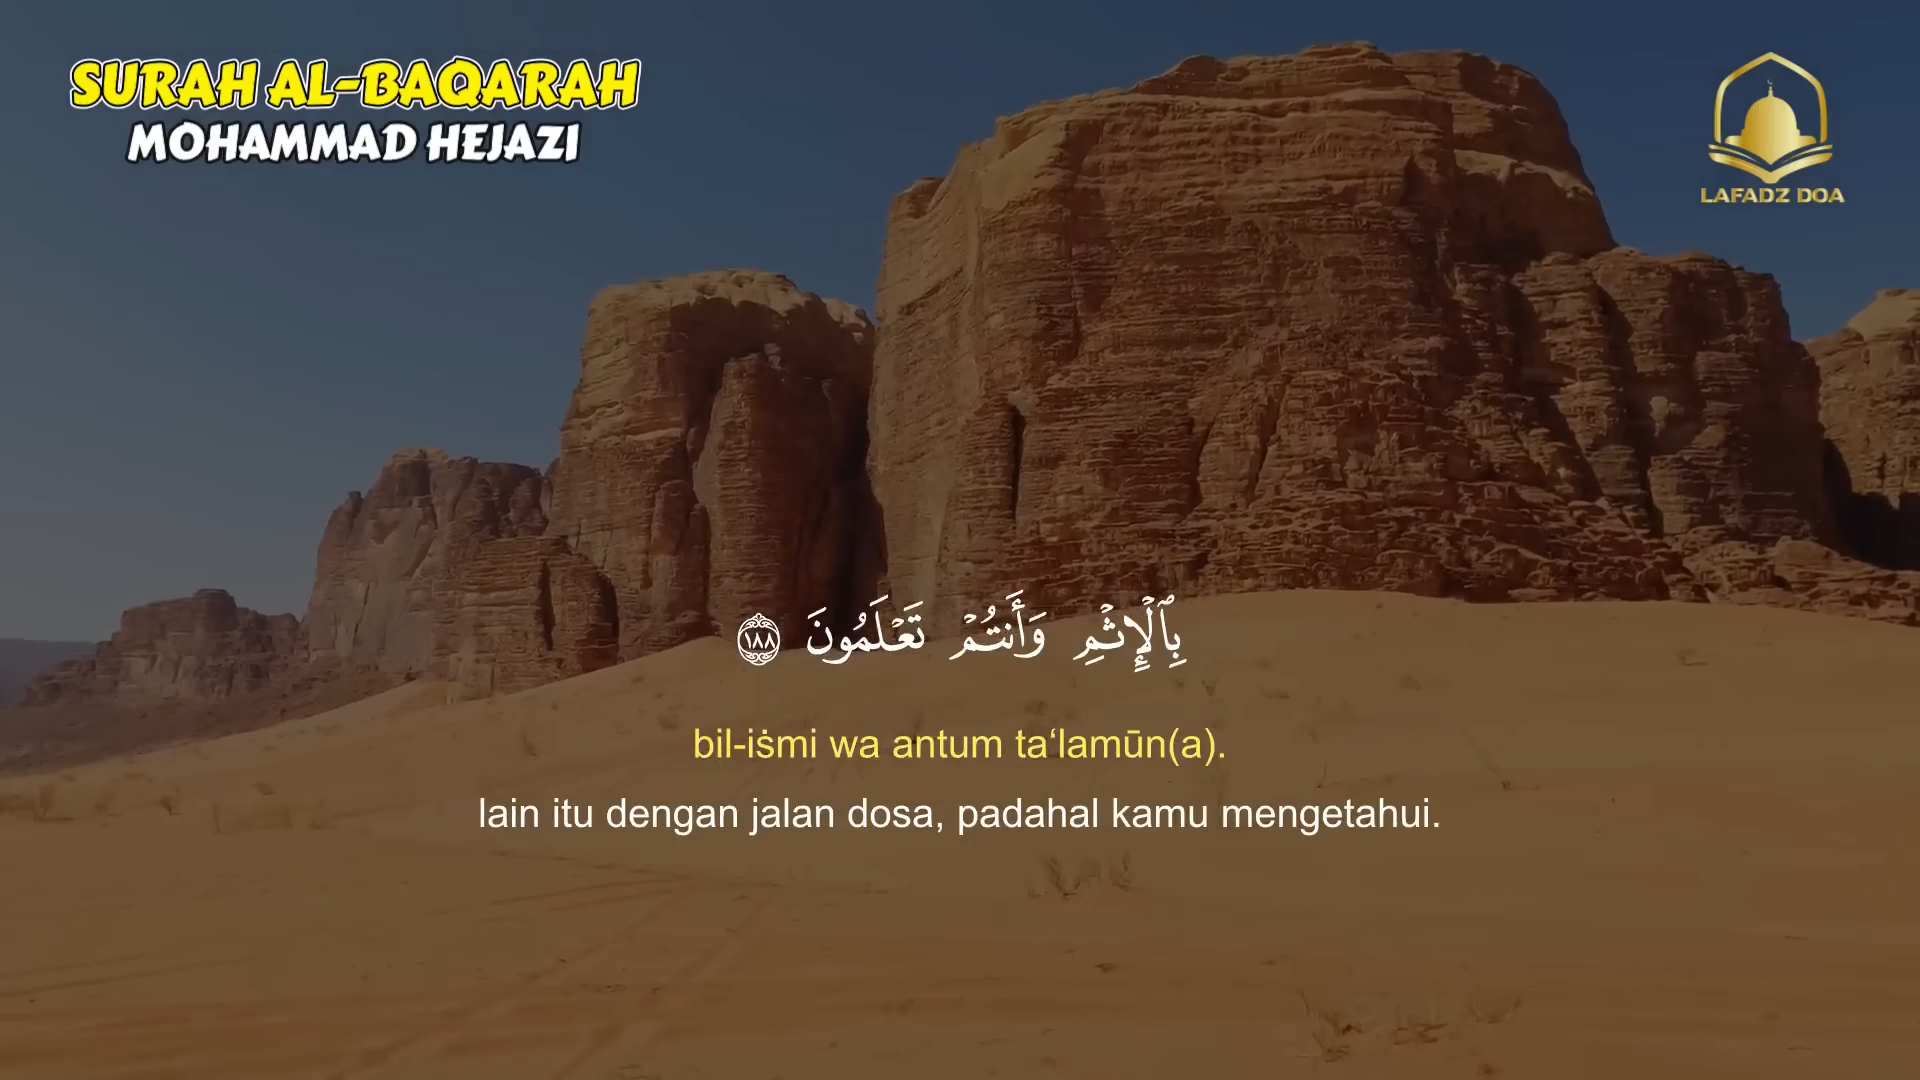 SURAH AL-BAQARAH
MOHAMMAD HEJAZI
LAFADZ DOA
بِٱلْإِثْمِ وَأَنتُمْ تَعْلَمُونَ ١٨٨
bil-iṡmi wa antum ta‘lamūn(a).
lain itu dengan jalan dosa, padahal kamu mengetahui.